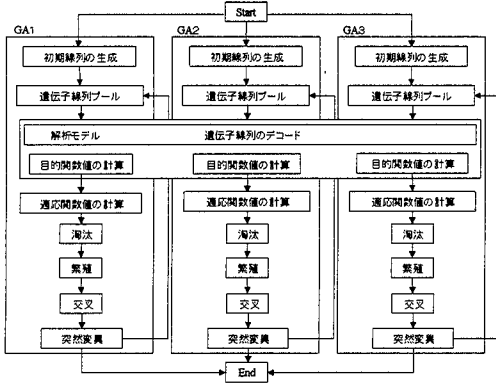 Start
GA1 GA2 GA3
初期線列の生成 初期線列の生成 初期線列の生成
遺伝子線列プール 遺伝子線列プール 遺伝子線列プール
解析モデル 遺伝子線列のデコード
目的関数値の計算 目的関数値の計算 目的関数値の計算
適応関数値の計算 適応関数値の計算 適応関数値の計算
淘汰 淘汰 淘汰
繁殖 繁殖 繁殖
交叉 交叉 交叉
突然変異 突然変異 突然変異
End